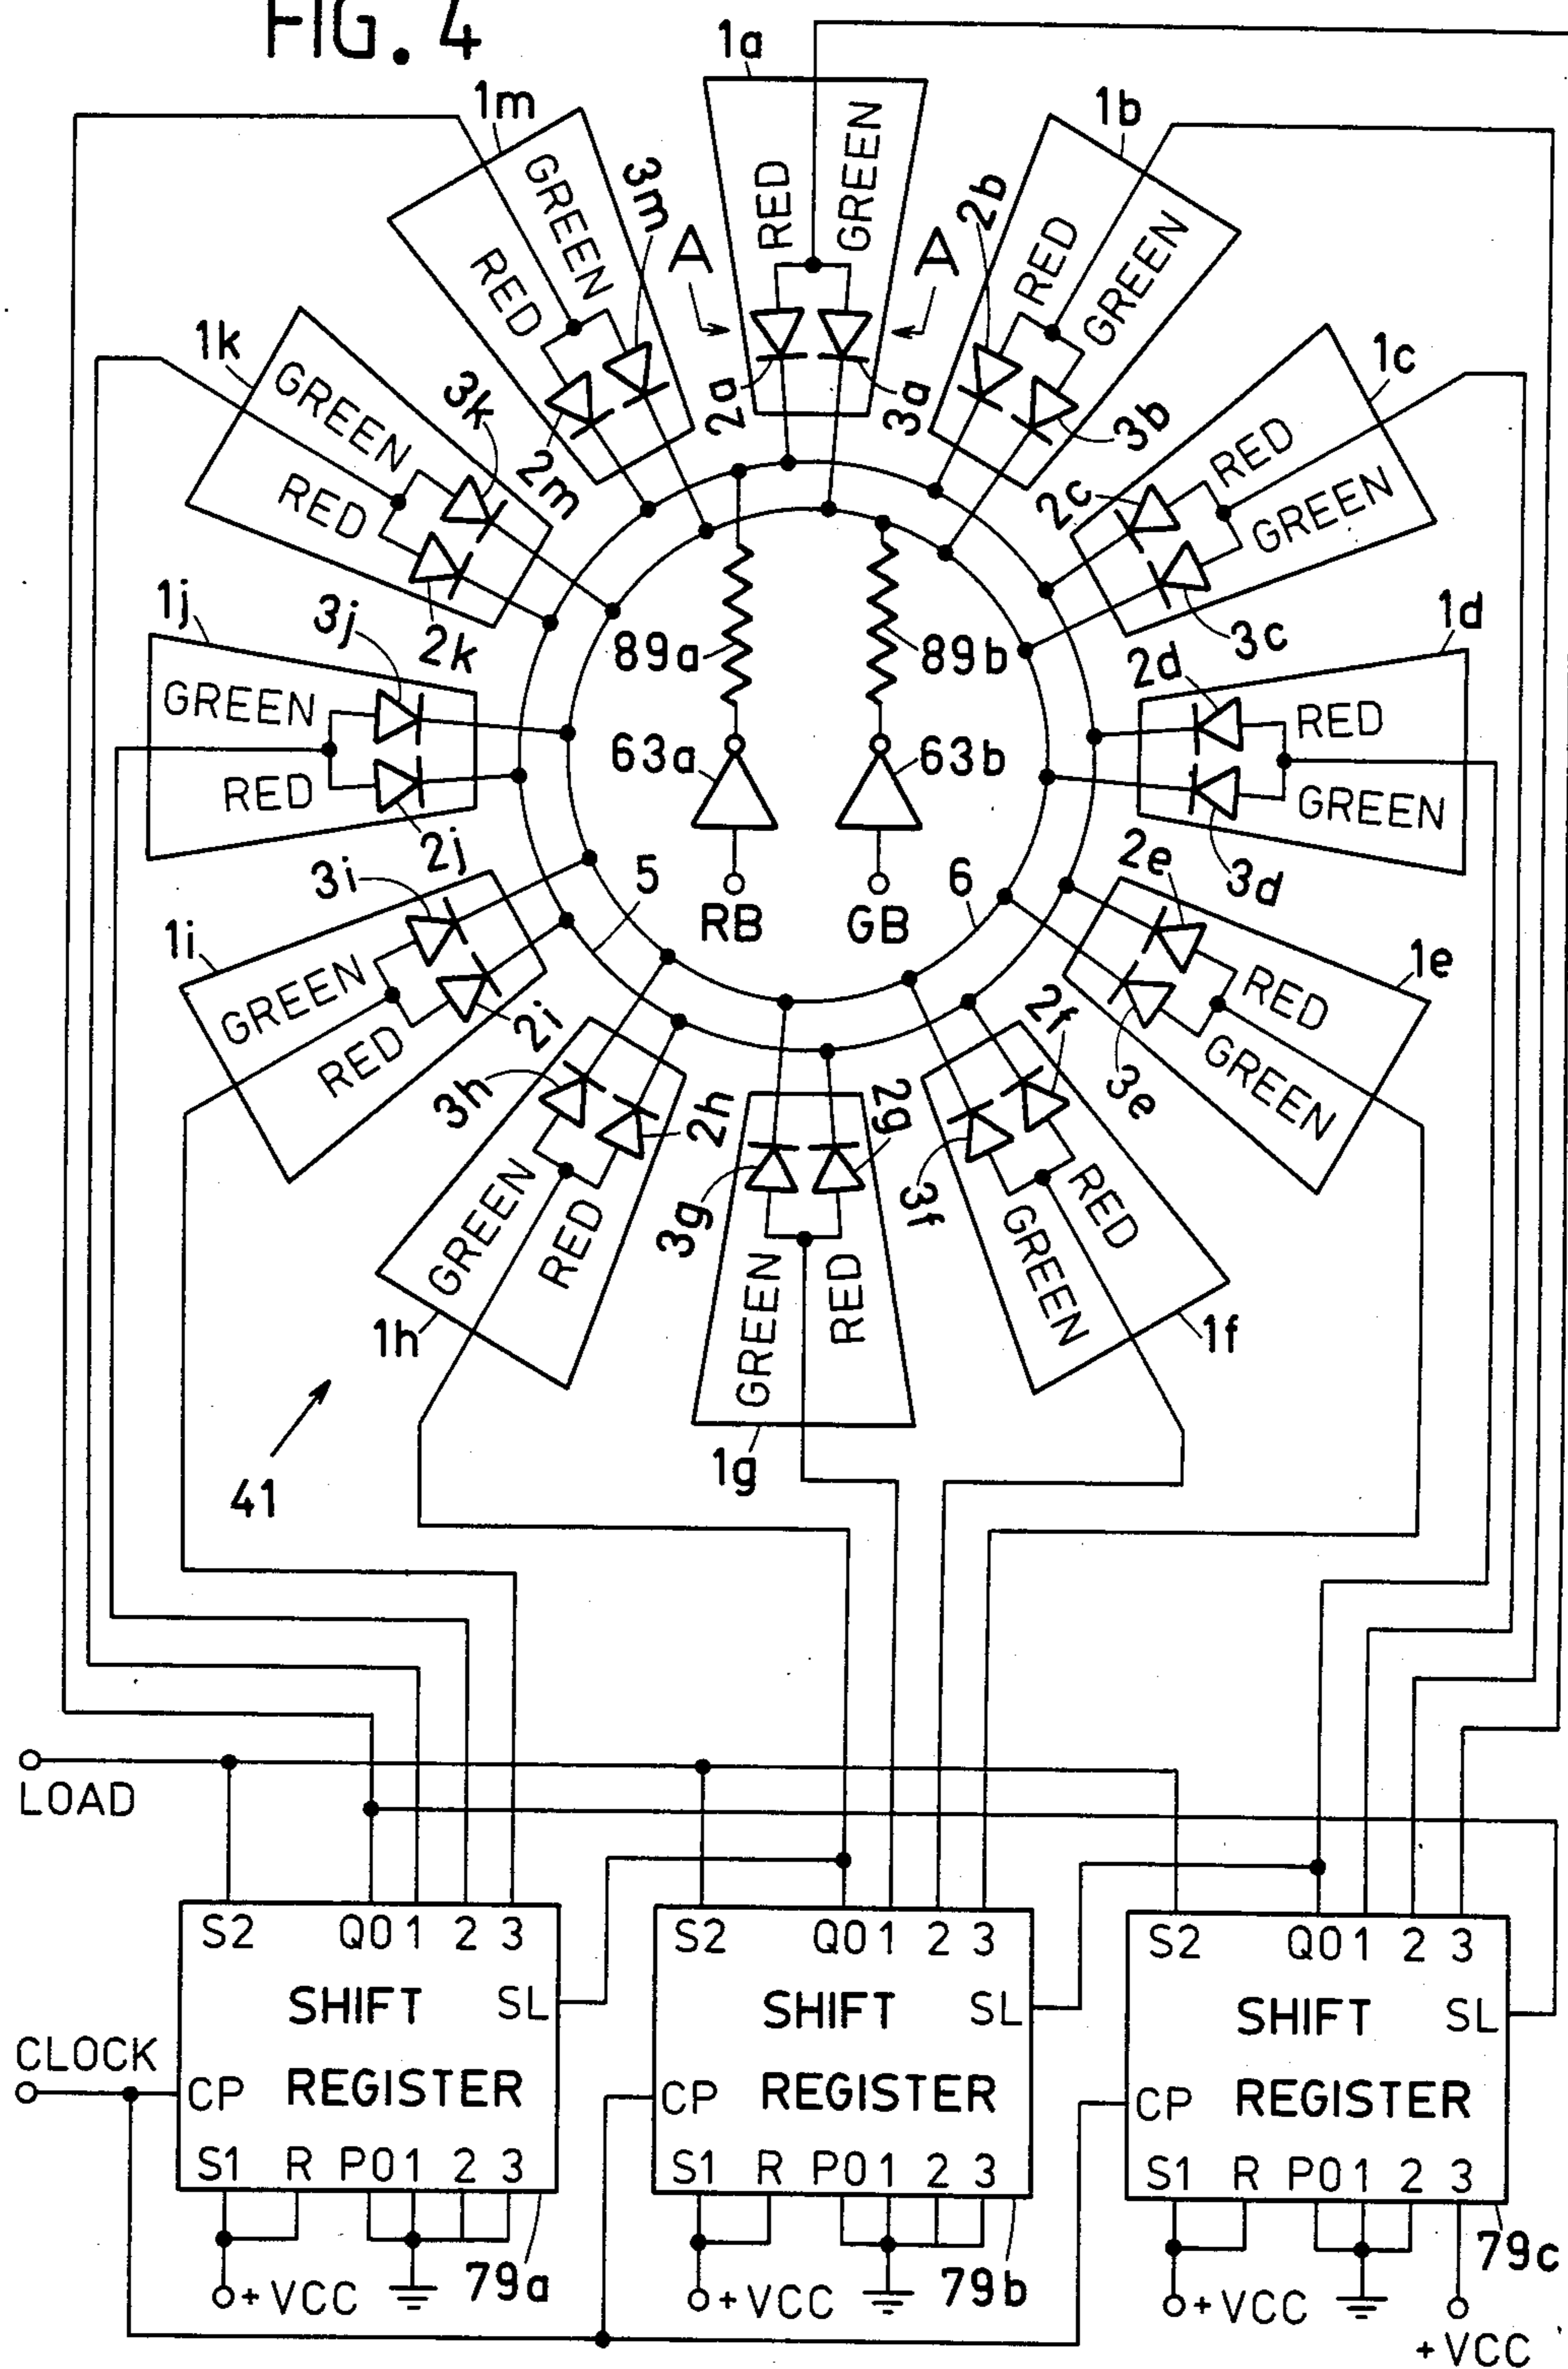 FIG. 4
1a
1m
1b
RED GREEN
GREEN
RED
3m
A
A
2b
RED
GREEN
1k
1c
GREEN
RED
3k
2m
2a
3a
3b
2c
RED
GREEN
1j
3j
2k
89a
89b
3c
1d
2d
GREEN
RED
63a
63b
RED
GREEN
2j
3i
5
6
2e
3d
RB
GB
1i
1e
GREEN
RED
2i
2f
RED
GREEN
3h
2h
2g
3e
3g
3f
GREEN
RED
GREEN
RED
RED
GREEN
1h
1f
1g
41
LOAD
S2 Q0 1 2 3
S2 Q0 1 2 3
S2 Q0 1 2 3
SHIFT SL
SHIFT SL
SHIFT SL
CLOCK
CP REGISTER
CP REGISTER
CP REGISTER
S1 R P0 1 2 3
S1 R P0 1 2 3
S1 R P0 1 2 3
79a
79b
79c
+VCC
+VCC
+VCC
+VCC